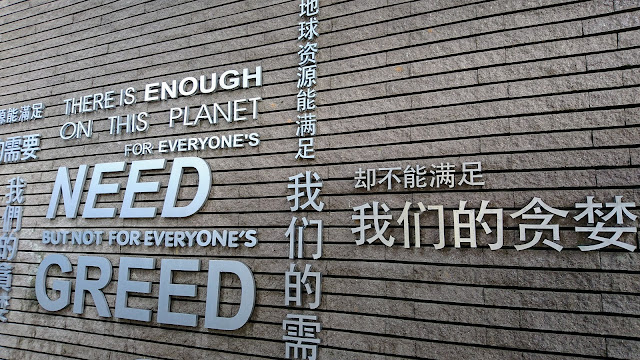 源能滿足
的需要
我們的貪婪
THERE IS ENOUGH
ON THIS PLANET
FOR EVERYONE'S
NEED
BUT NOT FOR EVERYONE'S
GREED
地球资源能满足
我们的需
却不能满足
我们的贪婪